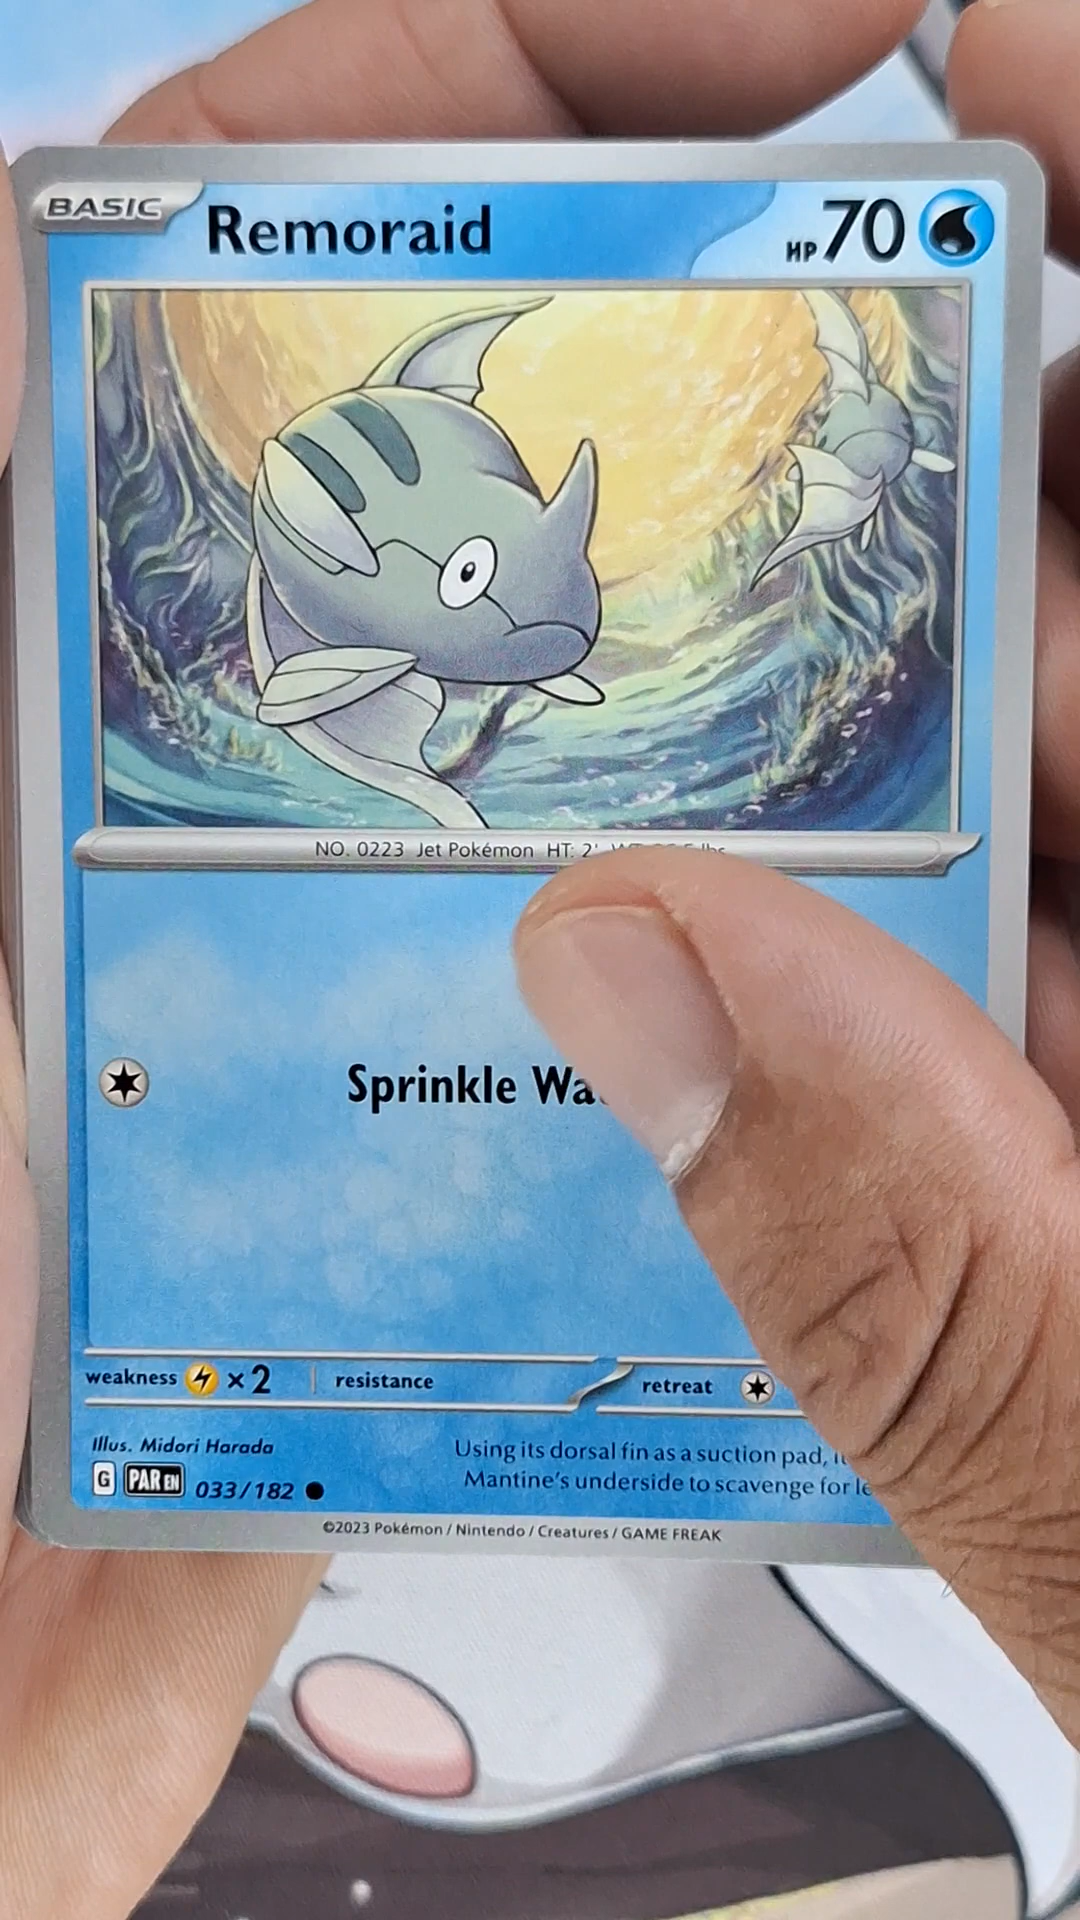 BASIC Remoraid HP 70
NO. 0223 Jet Pokémon HT: 2'
Sprinkle
weakness ×2 resistance
retreat
Illus. Midori Harada
G PAR EN 033/182
Using its dorsal fin as a suction pad,
Mantine's underside to scavenge for
©2023 Pokémon / Nintendo / Creatures / GAME FREAK